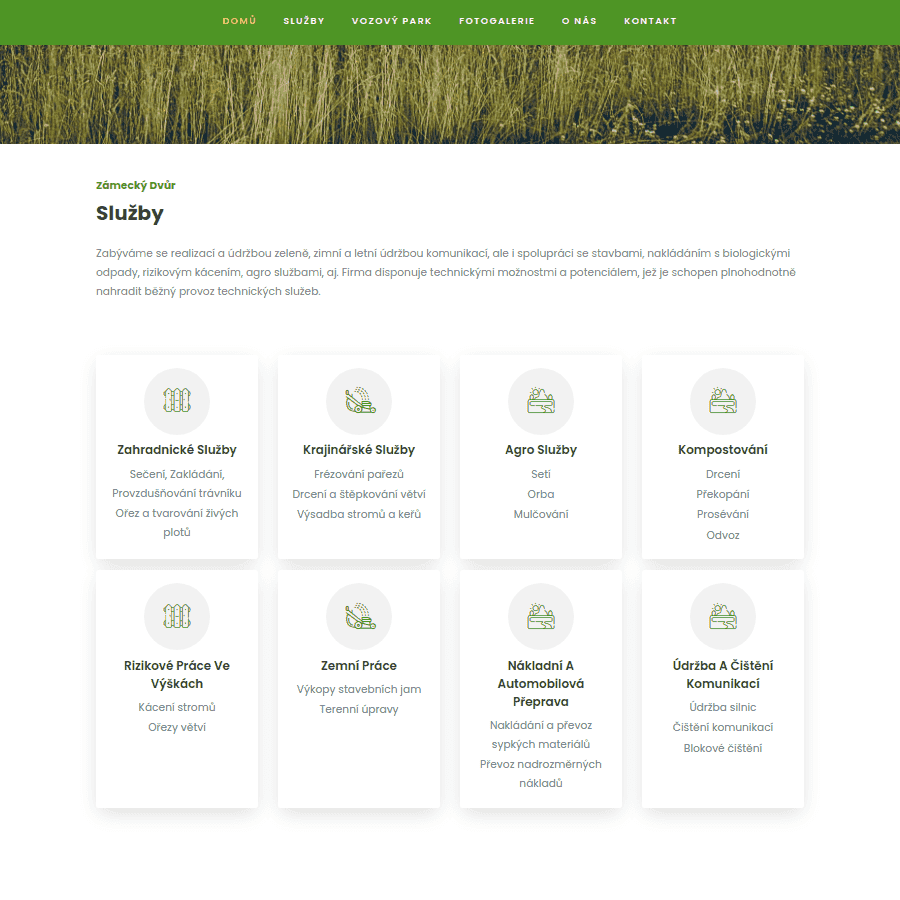 DOMŮ SLUŽBY VOZOVÝ PARK FOTOGALERIE O NÁS KONTAKT
Zámecký Dvůr
Služby
Zabýváme se realizací a údržbou zeleně, zimní a letní údržbou komunikací, ale i spolupráci se stavbami, nakládáním s biologickými
odpady, rizikovým kácením, agro službami, aj. Firma disponuje technickými možnostmi a potenciálem, jež je schopen plnohodnotně
nahradit běžný provoz technických služeb.
Zahradnické Služby
Sečení, Zakládání,
Provzdušňování trávníku
Ořez a tvarování živých
plotů
Krajinářské Služby
Frézování pařezů
Drcení a štěpkování větví
Výsadba stromů a keřů
Agro Služby
Setí
Orba
Mulčování
Kompostování
Drcení
Překopání
Prosévání
Odvoz
Rizikové Práce Ve
Výškách
Kácení stromů
Ořezy větví
Zemní Práce
Výkopy stavebních jam
Terenní úpravy
Nákladní A
Automobilová
Přeprava
Nakládání a převoz
sypkých materiálů
Převoz nadrozměrných
nákladů
Údržba A Čištění
Komunikací
Údržba silnic
Čištění komunikací
Blokové čištění